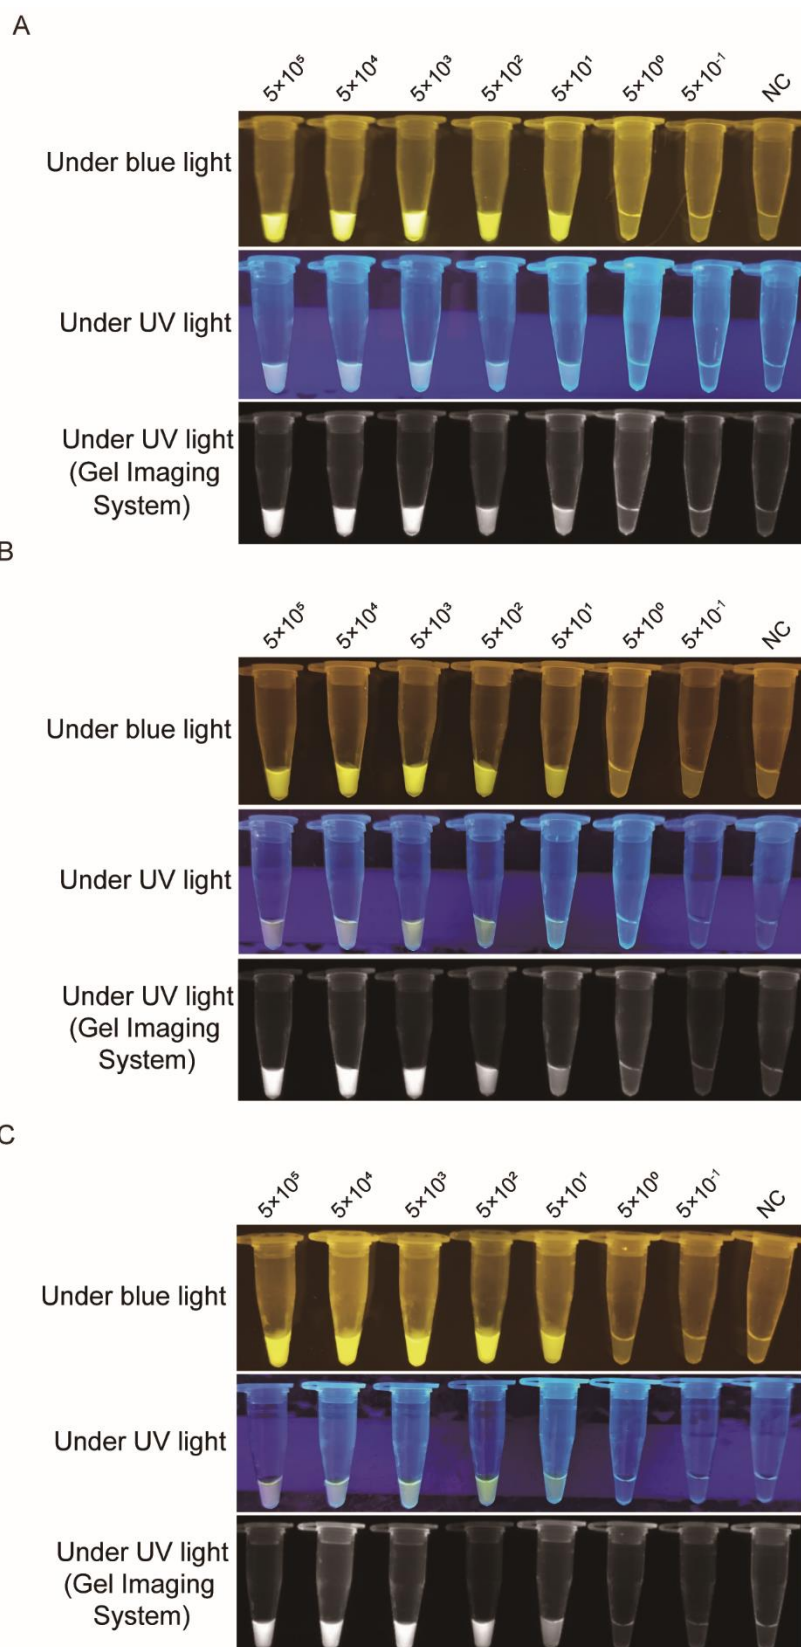 A
5×10⁵ 5×10⁴ 5×10³ 5×10² 5×10¹ 5×10⁰ 5×10⁻¹ NC
Under blue light
Under UV light
Under UV light
(Gel Imaging
System)
B
5×10⁵ 5×10⁴ 5×10³ 5×10² 5×10¹ 5×10⁰ 5×10⁻¹ NC
Under blue light
Under UV light
Under UV light
(Gel Imaging
System)
C
5×10⁵ 5×10⁴ 5×10³ 5×10² 5×10¹ 5×10⁰ 5×10⁻¹ NC
Under blue light
Under UV light
Under UV light
(Gel Imaging
System)